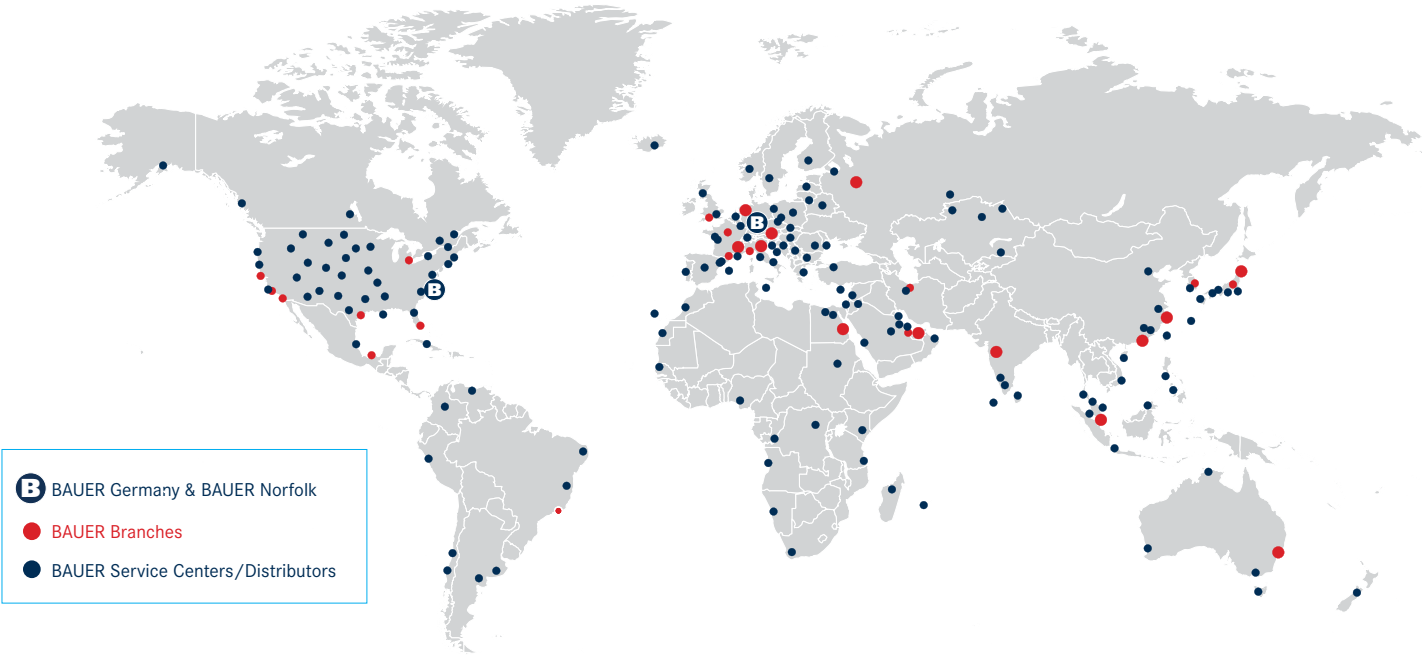 B
B
B BAUER Germany & BAUER Norfolk
BAUER Branches
BAUER Service Centers/Distributors